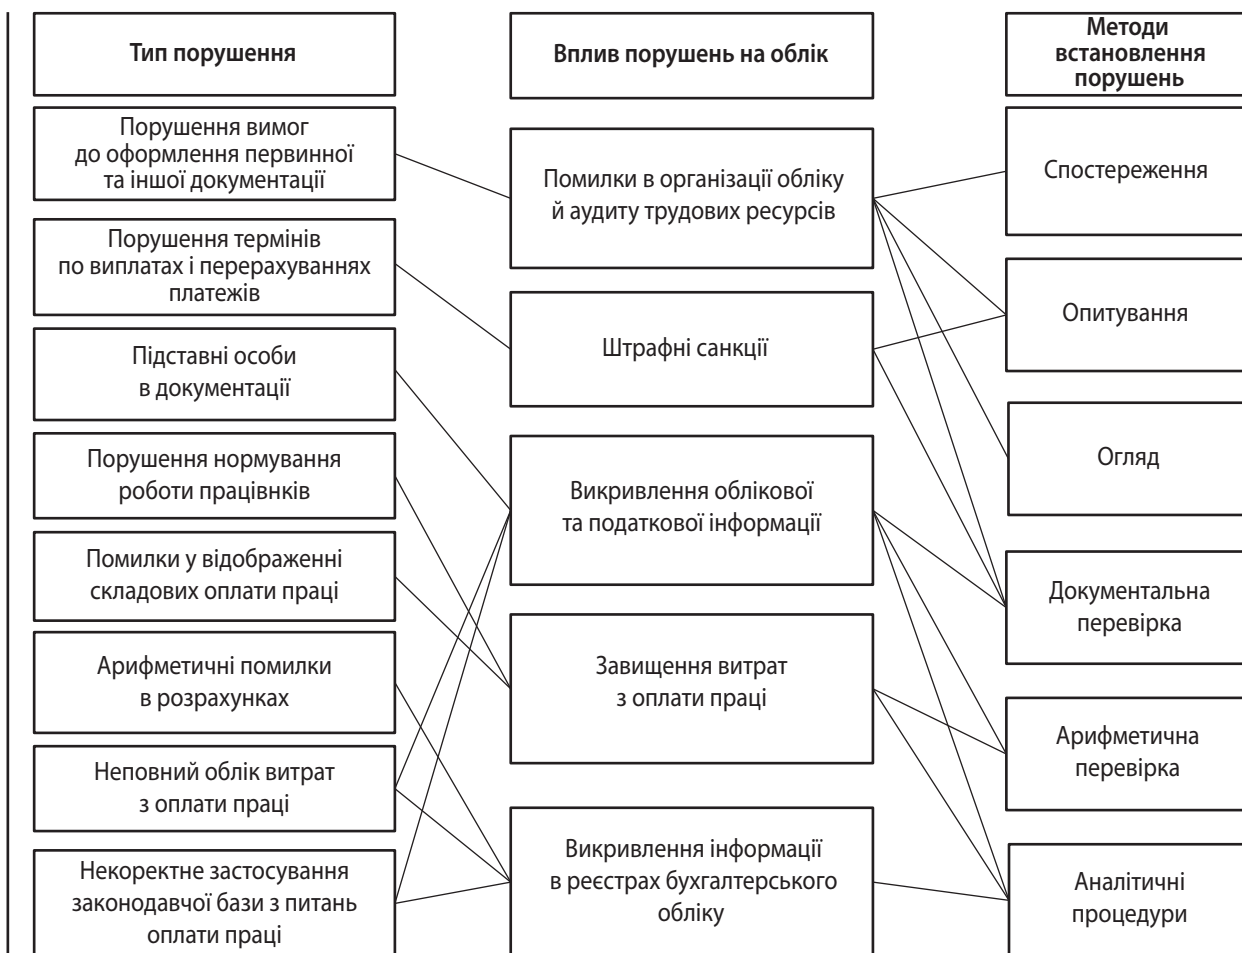 Тип порушення
Вплив порушень на облік
Методи
встановлення
порушень
Порушення вимог
до оформлення первинної
та іншої документації
Порушення термінів
по виплатах і перерахуваннях
платежів
Підставні особи
в документації
Порушення нормування
роботи працівнків
Помилки у відображенні
складових оплати праці
Арифметичні помилки
в розрахунках
Неповний облік витрат
з оплати праці
Некоректне застосування
законодавчої бази з питань
оплати праці
Помилки в організації обліку
й аудиту трудових ресурсів
Штрафні санкції
Викривлення облікової
та податкової інформації
Завищення витрат
з оплати праці
Викривлення інформації
в реєстрах бухгалтерського
обліку
Спостереження
Опитування
Огляд
Документальна
перевірка
Арифметична
перевірка
Аналітичні
процедури